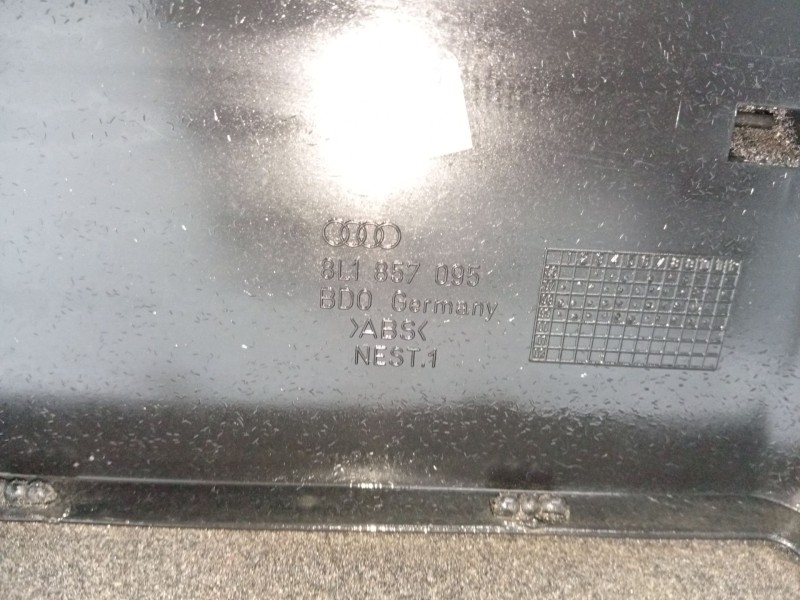 8L1 857 095
BDO Germany
>ABS<
NEST.1